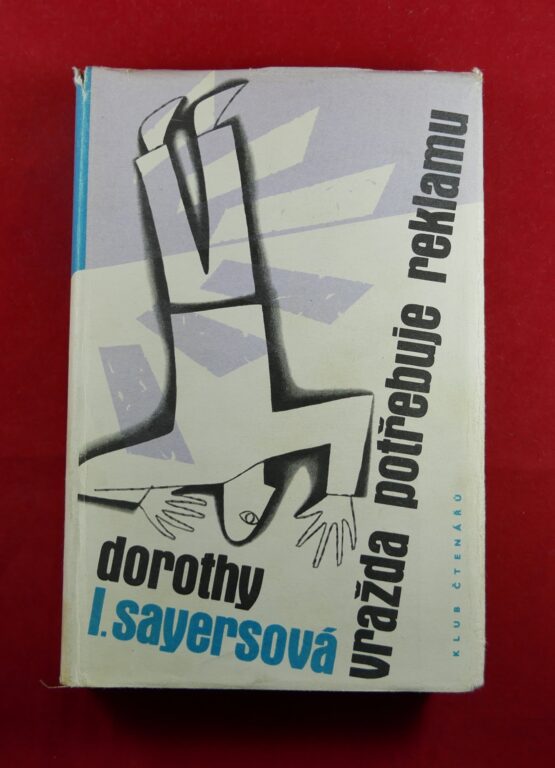 dorothy
l. sayersová
vražda potřebuje reklamu
KLUB ČTENÁŘŮ